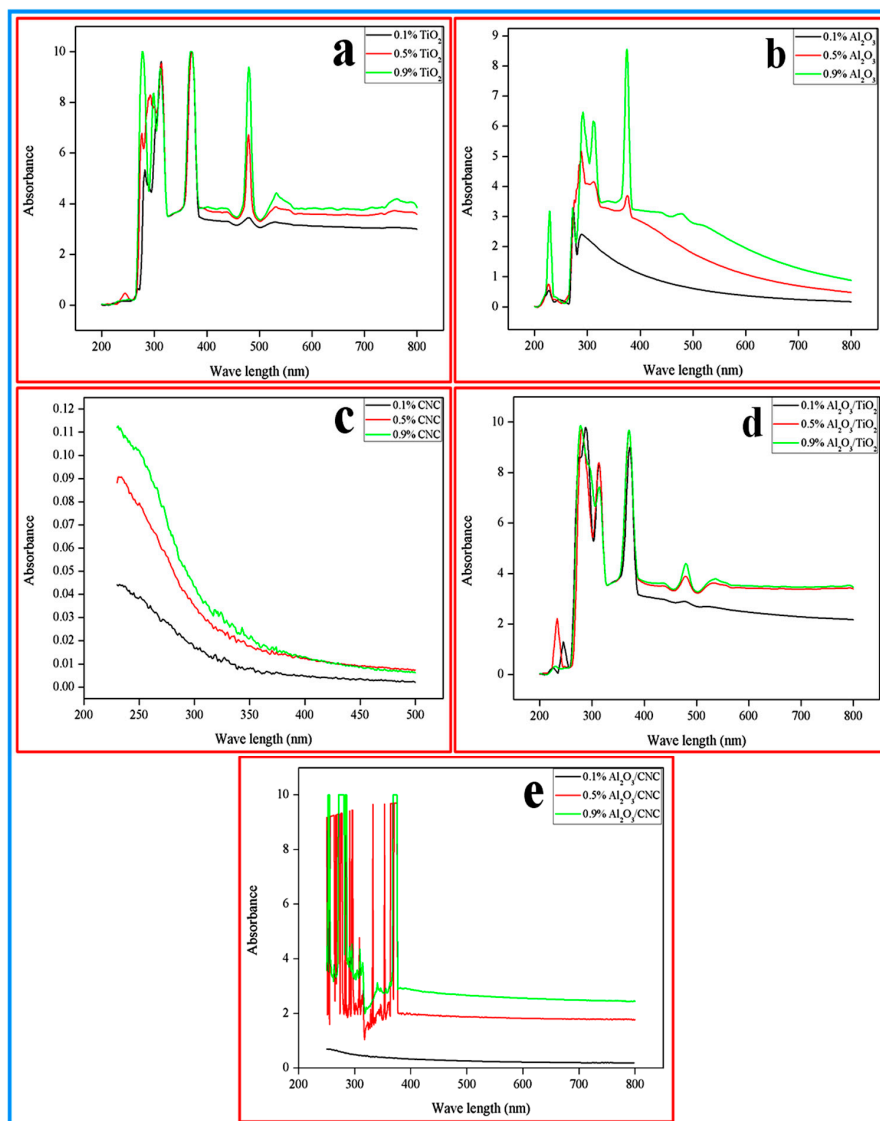 a
0.1% TiO₂
0.5% TiO₂
0.9% TiO₂
10
8
6
4
2
0
Absorbance
200 300 400 500 600 700 800
Wave length (nm)
b
0.1% Al₂O₃
0.5% Al₂O₃
0.9% Al₂O₃
9
8
7
6
5
4
3
2
1
0
Absorbance
200 300 400 500 600 700 800
Wave length (nm)
c
0.1% CNC
0.5% CNC
0.9% CNC
0.12
0.11
0.10
0.09
0.08
0.07
0.06
0.05
0.04
0.03
0.02
0.01
0.00
Absorbance
200 250 300 350 400 450 500
Wave length (nm)
d
0.1% Al₂O₃/TiO₂
0.5% Al₂O₃/TiO₂
0.9% Al₂O₃/TiO₂
10
8
6
4
2
0
Absorbance
200 300 400 500 600 700 800
Wave length (nm)
e
0.1% Al₂O₃/CNC
0.5% Al₂O₃/CNC
0.9% Al₂O₃/CNC
10
8
6
4
2
0
Absorbance
200 300 400 500 600 700 800
Wave length (nm)